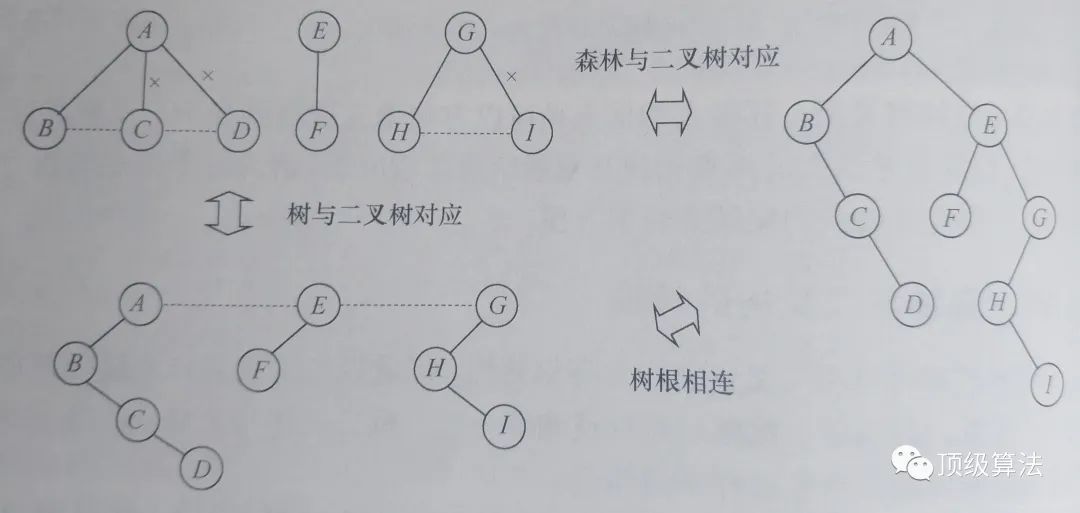 A E G
× × ×
B C D F H I
森林与二叉树对应
A
B E
C F G
D H
I
树与二叉树对应
A E G
B F H
C I
D
树根相连
顶级算法